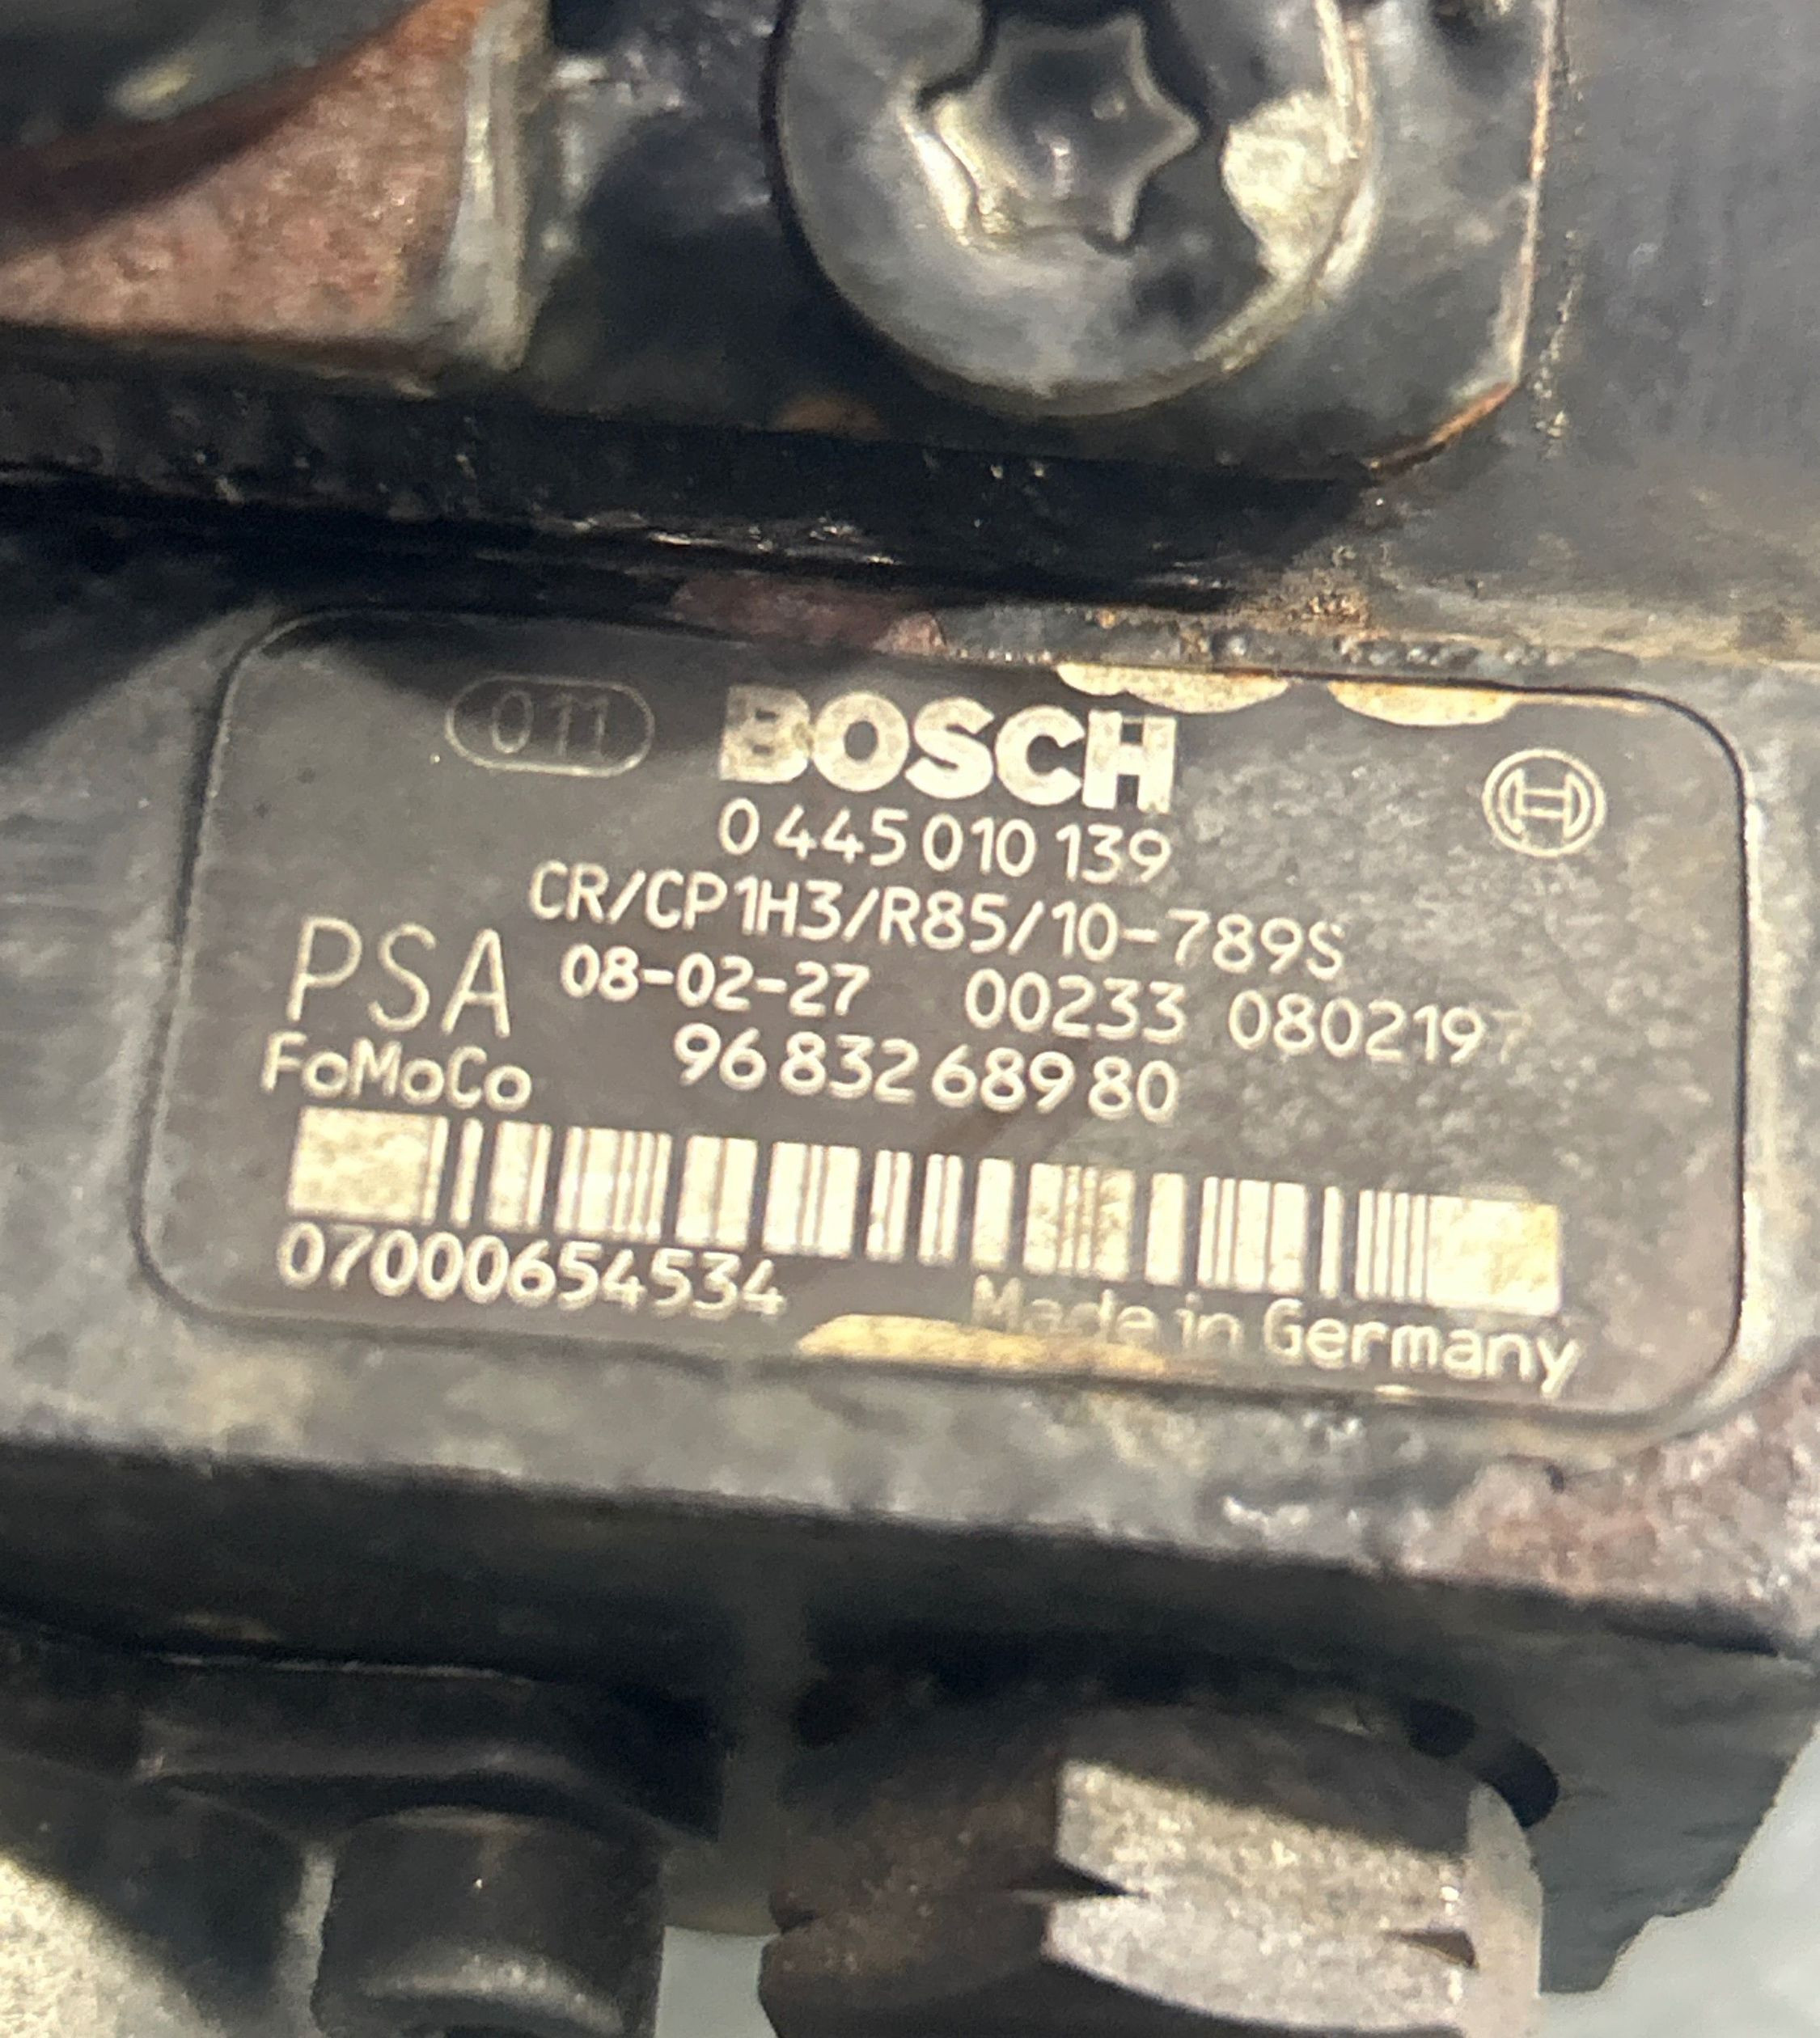 011 BOSCH
0 445 010 139
CR/CP1H3/R85/10-789S
PSA 08-02-27 00233 0802197
FoMoCo 96 832 689 80
07000654534 Made in Germany